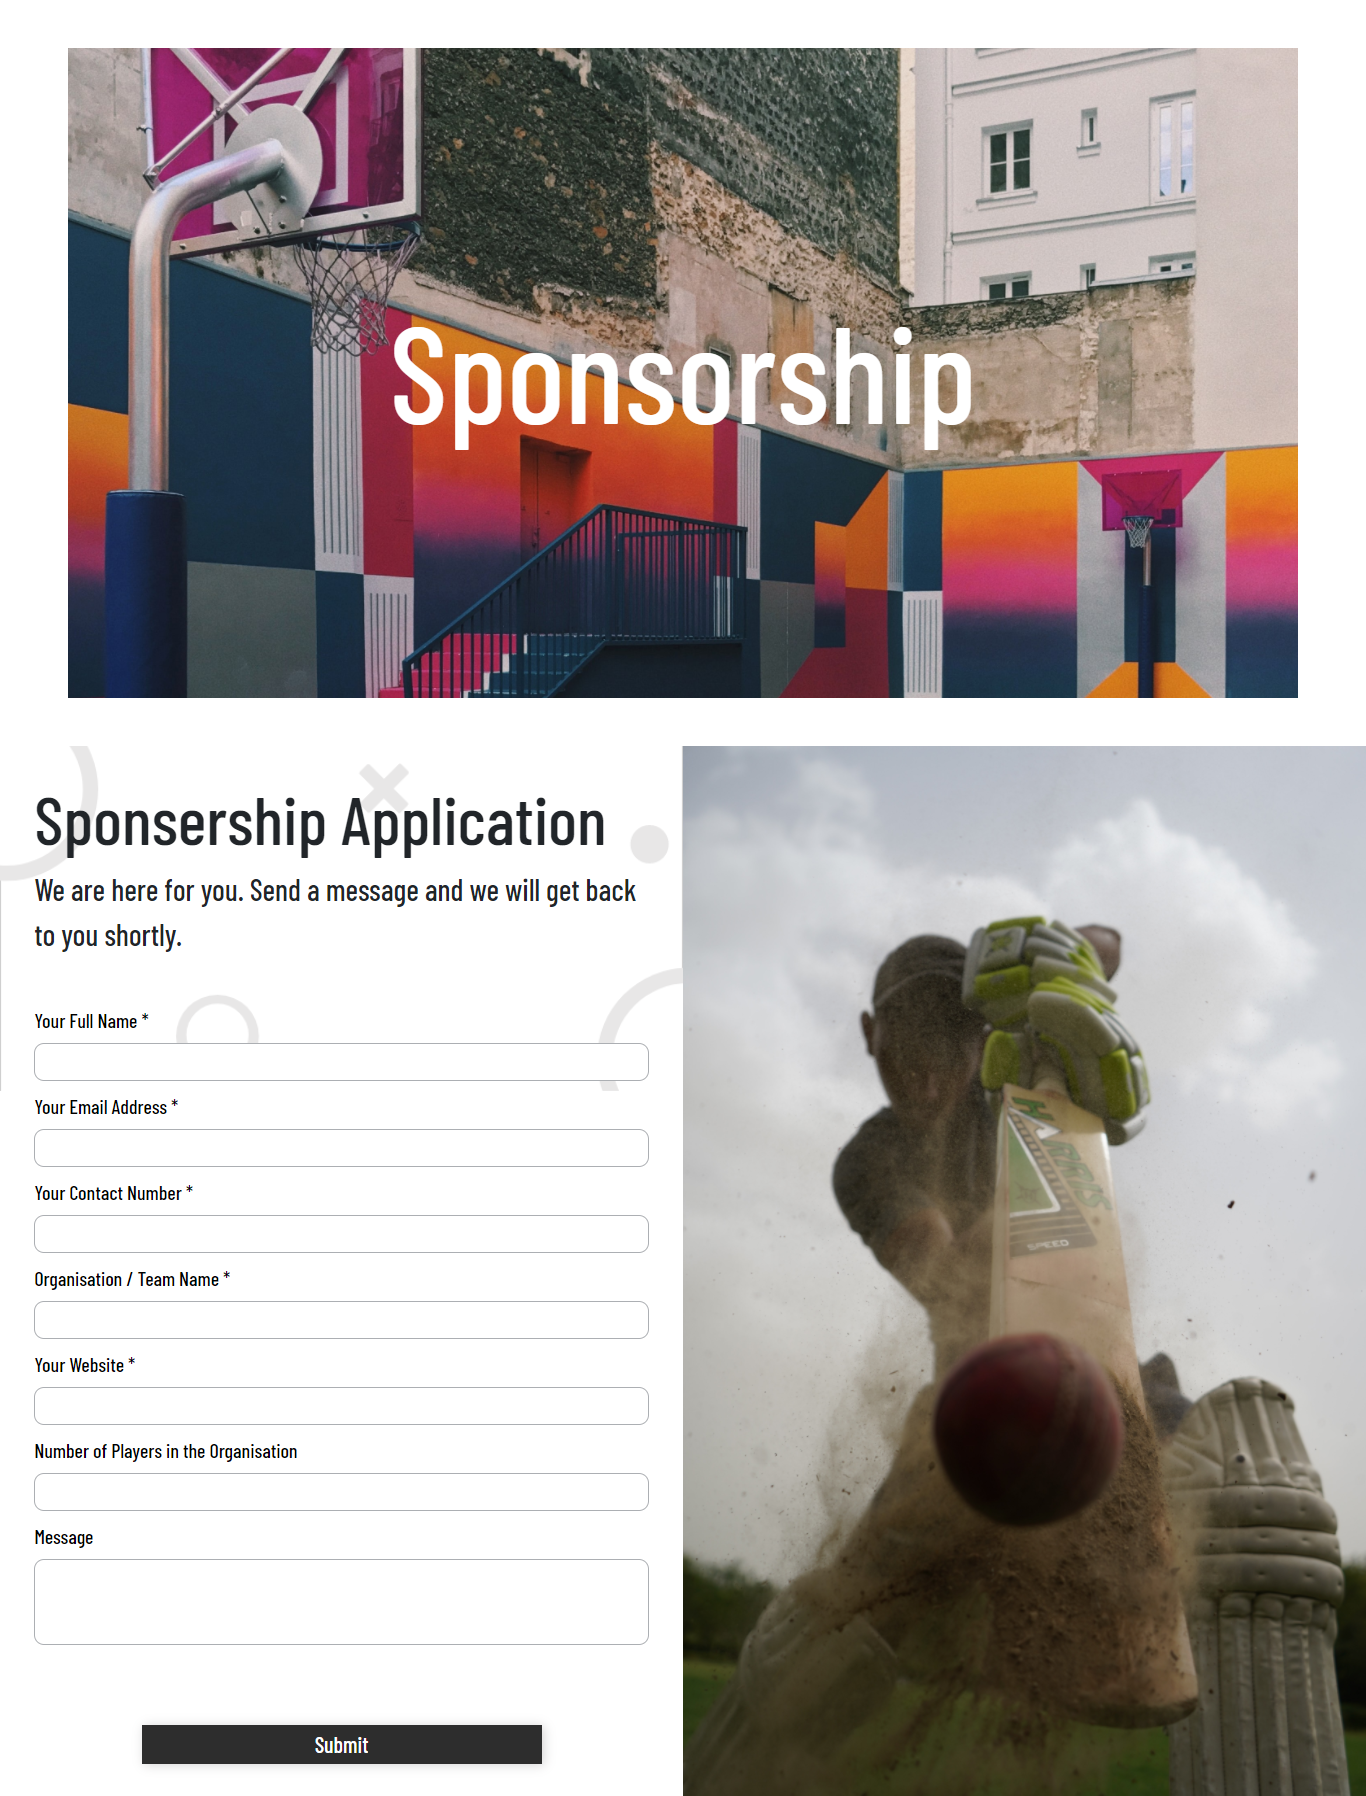 Sponsorship
Sponsership Application
We are here for you. Send a message and we will get back
to you shortly.
Your Full Name *
Your Email Address *
Your Contact Number *
Organisation / Team Name *
Your Website *
Number of Players in the Organisation
Message
Submit
HARRIS
SPEED